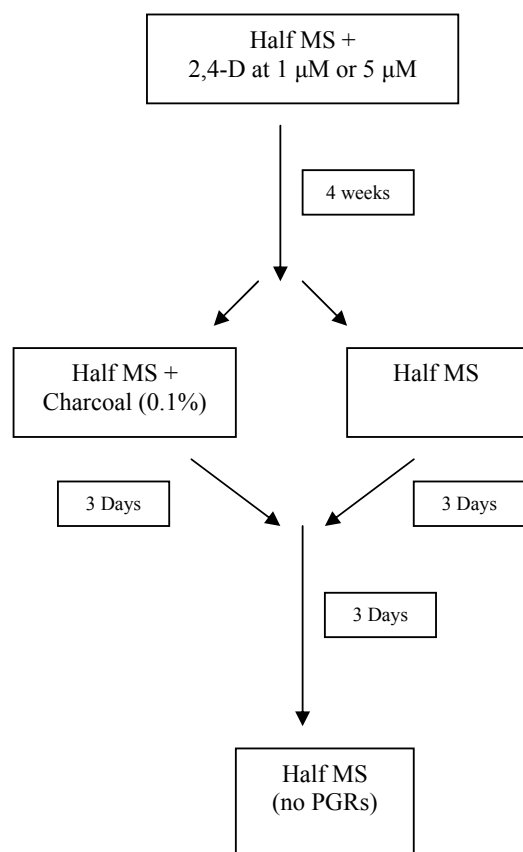 Half MS +
2,4-D at 1 μM or 5 μM
4 weeks
Half MS +
Charcoal (0.1%)
Half MS
3 Days
3 Days
3 Days
Half MS
(no PGRs)